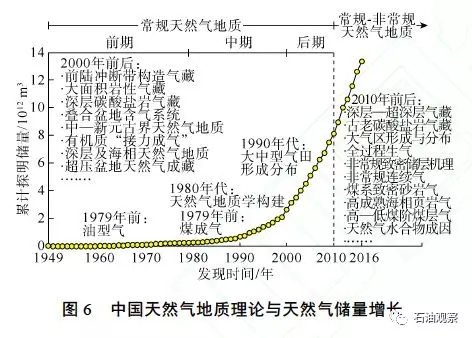 常规天然气地质
常规-非常规
天然气地质
前期
中期
后期
累计探明储量/10¹² m³
14
12
10
8
6
4
2
0
2000年前后:
·前陆冲断带构造气藏
·大面积岩性气藏
·深层碳酸盐岩气藏
·叠合盆地含气系统
·中—新元古界天然气地质
·有机质“接力成气”
·深层及海相天然气地质
·超压盆地天然气成藏
……
1979年前:
油型气
1980年代:
天然气地质学构建
1979年前:
煤成气
1990年代:
大中型气田
形成分布
2010年前后:
·深层—超深层气藏
·古老碳酸盐岩气藏
·大气区形成与分布
·全过程生气
·非常规致密储层机理
·非常规连续气
·煤系致密砂岩气
·高成熟海相页岩气
·高—低煤阶煤层气
·天然气水合物成因
……
1949
1960
1970
1980
1990
2000
2010
2016
发现时间/年
图 6 中国天然气地质理论与天然气储量增长
石油观察